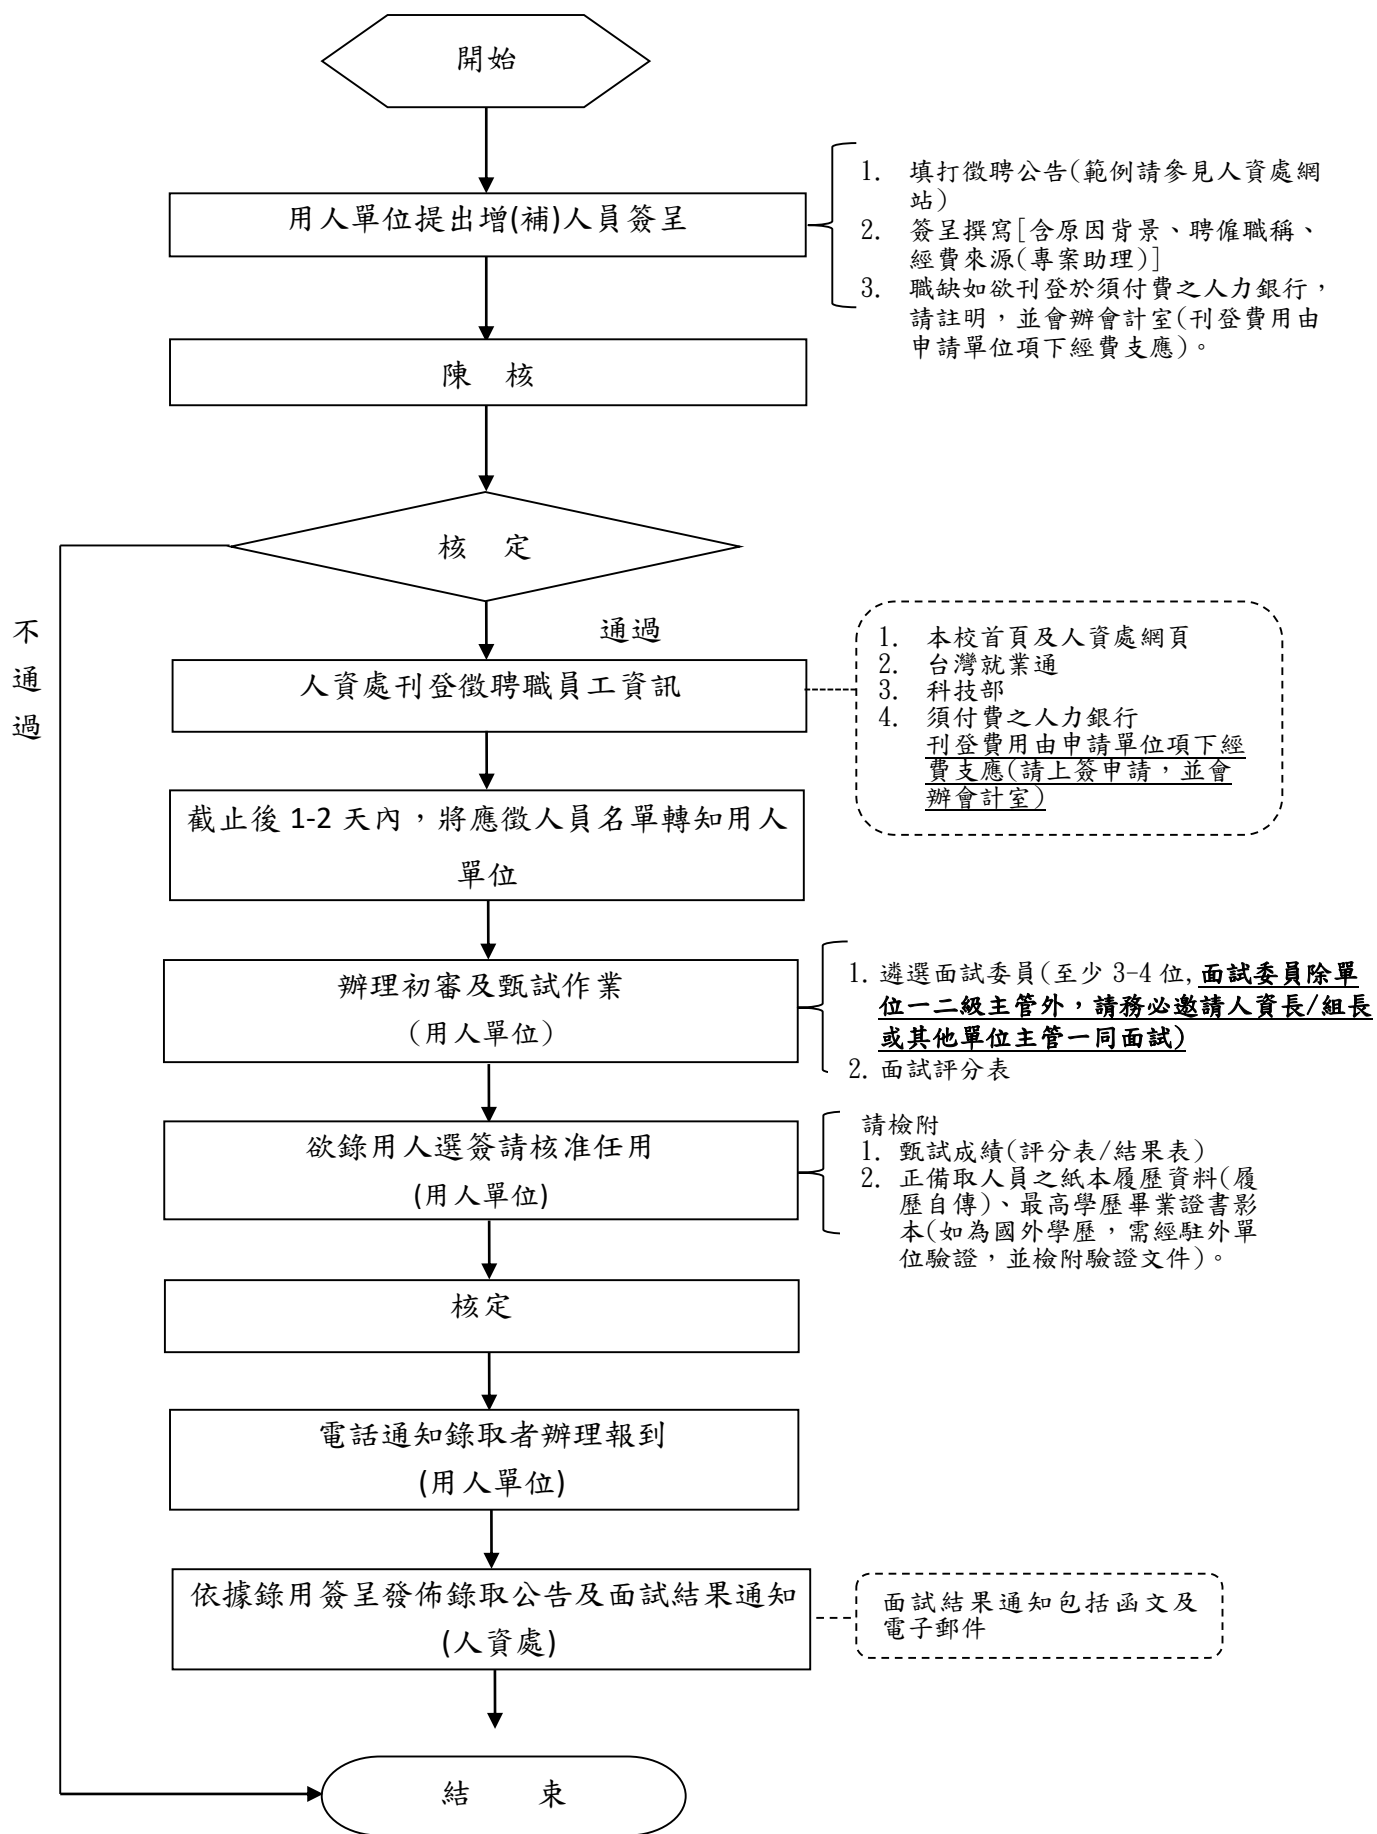 開始
用人單位提出增(補)人員簽呈
1. 填打徵聘公告(範例請參見人資處網
站)
2. 簽呈撰寫[含原因背景、聘僱職稱、
經費來源(專案助理)]
3. 職缺如欲刊登於須付費之人力銀行，
請註明，並會辦會計室(刊登費用由
申請單位項下經費支應)。
陳 核
核 定
不
通
過
通過
人資處刊登徵聘職員工資訊
1. 本校首頁及人資處網頁
2. 台灣就業通
3. 科技部
4. 須付費之人力銀行
刊登費用由申請單位項下經
費支應(請上簽申請，並會
辦會計室)
截止後 1-2 天內，將應徵人員名單轉知用人
單位
辦理初審及甄試作業
(用人單位)
1. 遴選面試委員(至少 3-4 位,面試委員除單
位一二級主管外，請務必邀請人資長/組長
或其他單位主管一同面試)
2. 面試評分表
欲錄用人選簽請核准任用
(用人單位)
請檢附
1. 甄試成績(評分表/結果表)
2. 正備取人員之紙本履歷資料(履
歷自傳)、最高學歷畢業證書影
本(如為國外學歷，需經駐外單
位驗證，並檢附驗證文件)。
核定
電話通知錄取者辦理報到
(用人單位)
依據錄用簽呈發佈錄取公告及面試結果通知
(人資處)
面試結果通知包括函文及
電子郵件
結 束